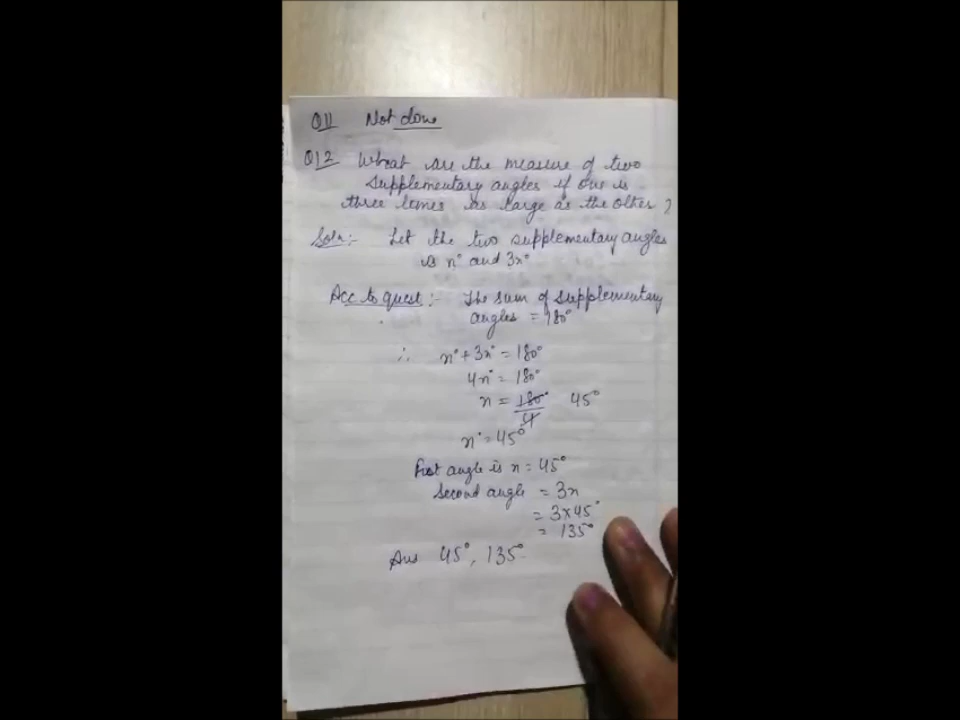 Q11 Not done
Q12 What are the measure of two
supplementary angles if one is
three times as large as the other ?
Soln:- Let the two supplementary angles
is x° and 3x°
Acc to quest:- The sum of supplementary
angles = 180°
∴ x° + 3x° = 180°
4x° = 180°
x = 180°/4 45°
x° = 45°
First angle is x = 45°
Second angle = 3x
= 3×45°
= 135°
Ans 45°, 135°